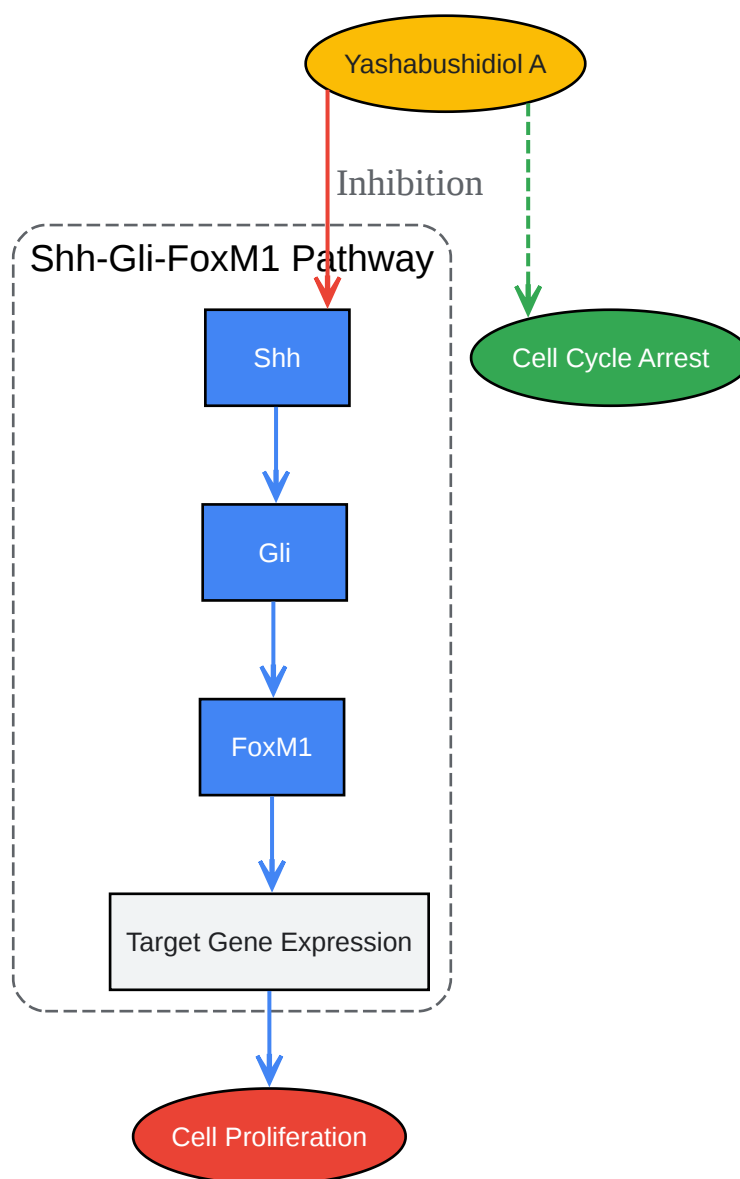 Yashabushidiol A
Inhibition
Shh-Gli-FoxM1 Pathway
Shh
Cell Cycle Arrest
Gli
FoxM1
Target Gene Expression
Cell Proliferation